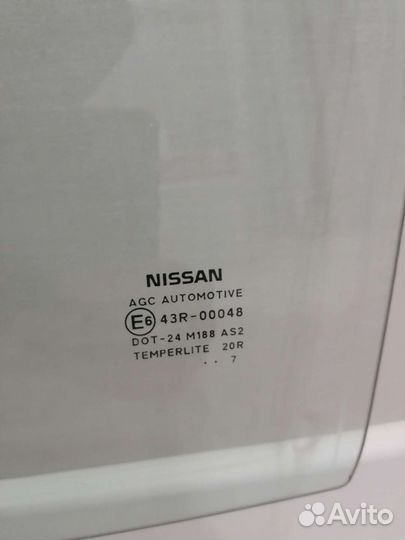 NISSAN
AGC AUTOMOTIVE
E6 43R-00048
DOT-24 M188 AS2
TEMPERLITE 20R
.. 7
Avito